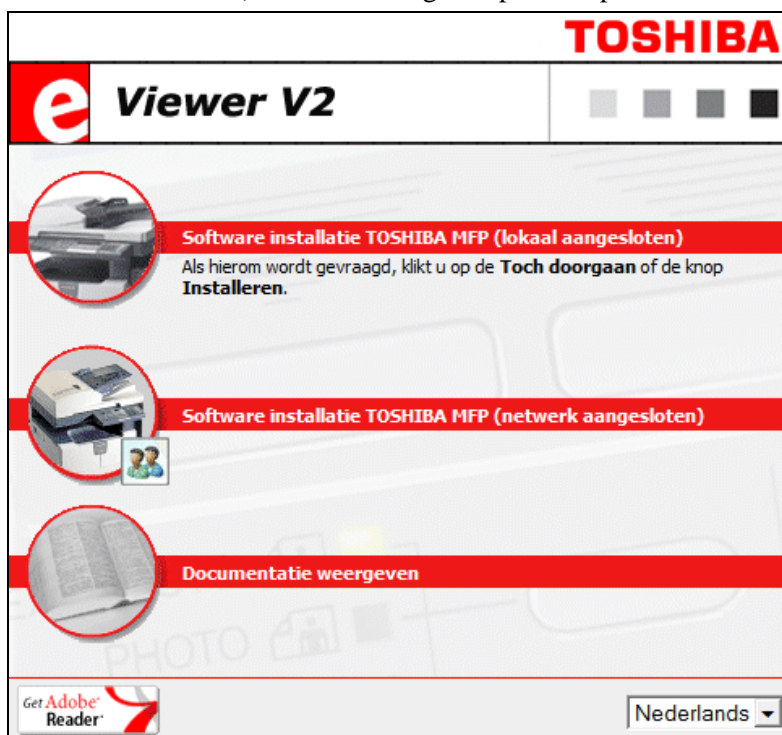 TOSHIBA
e Viewer V2
Software installatie TOSHIBA MFP (lokaal aangesloten)
Als hierom wordt gevraagd, klikt u op de Toch doorgaan of de knop
Installeren.
Software installatie TOSHIBA MFP (netwerk aangesloten)
Documentatie weergeven
PHOTO
Get Adobe
Reader
Nederlands